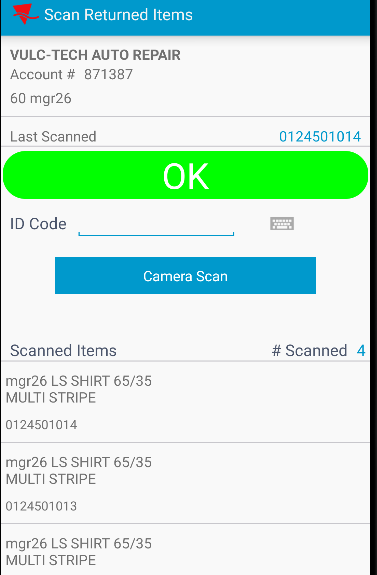 Scan Returned Items
VULC-TECH AUTO REPAIR
Account # 871387
60 mgr26
Last Scanned 0124501014
OK
ID Code
Camera Scan
Scanned Items # Scanned 4
mgr26 LS SHIRT 65/35
MULTI STRIPE
0124501014
mgr26 LS SHIRT 65/35
MULTI STRIPE
0124501013
mgr26 LS SHIRT 65/35
MULTI STRIPE